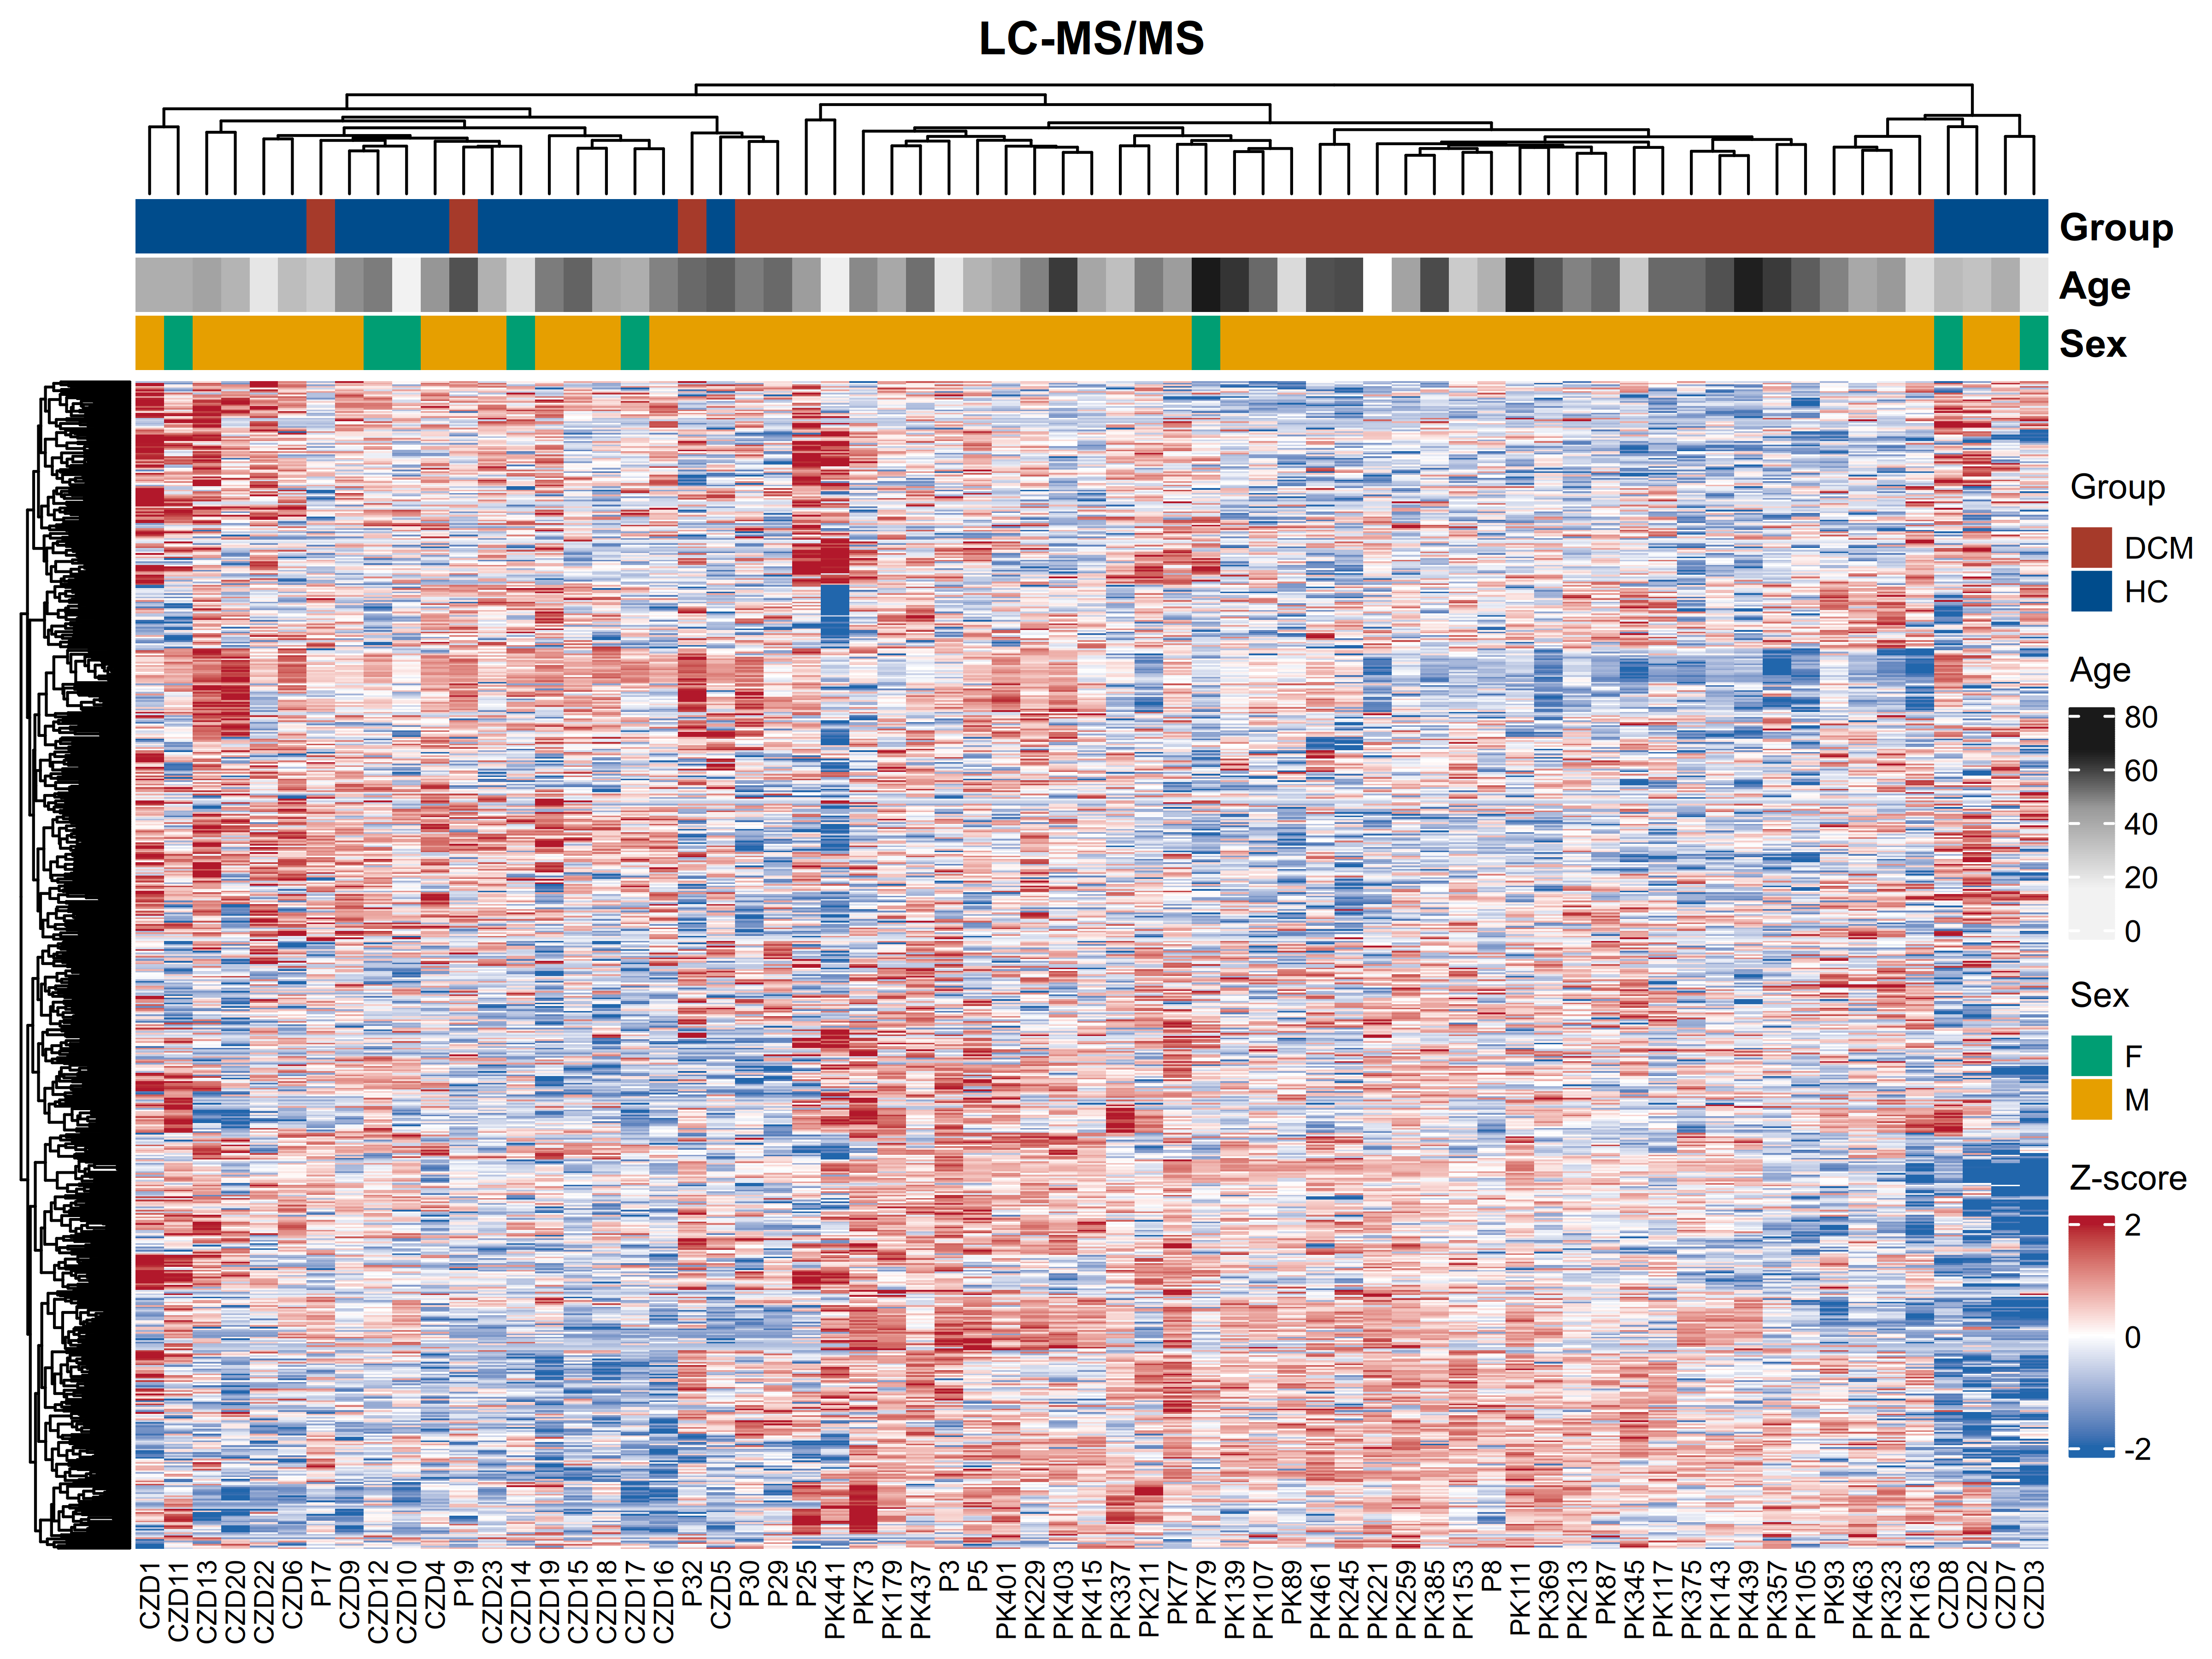 LC-MS/MS
Group
Age
Sex
Group
DCM
HC
Age
80
60
40
20
0
Sex
F
M
Z-score
2
0
-2
CZD1
CZD11
CZD13
CZD20
CZD22
CZD6
P17
CZD9
CZD12
CZD10
CZD4
P19
CZD23
CZD14
CZD19
CZD15
CZD18
CZD17
CZD16
P32
CZD5
P30
P29
P25
PK441
PK73
PK179
PK437
P3
P5
PK401
PK229
PK403
PK415
PK337
PK211
PK77
PK79
PK139
PK107
PK89
PK461
PK245
PK221
PK259
PK385
PK153
P8
PK111
PK369
PK213
PK87
PK345
PK117
PK375
PK143
PK439
PK357
PK105
PK93
PK463
PK323
PK163
CZD8
CZD2
CZD7
CZD3